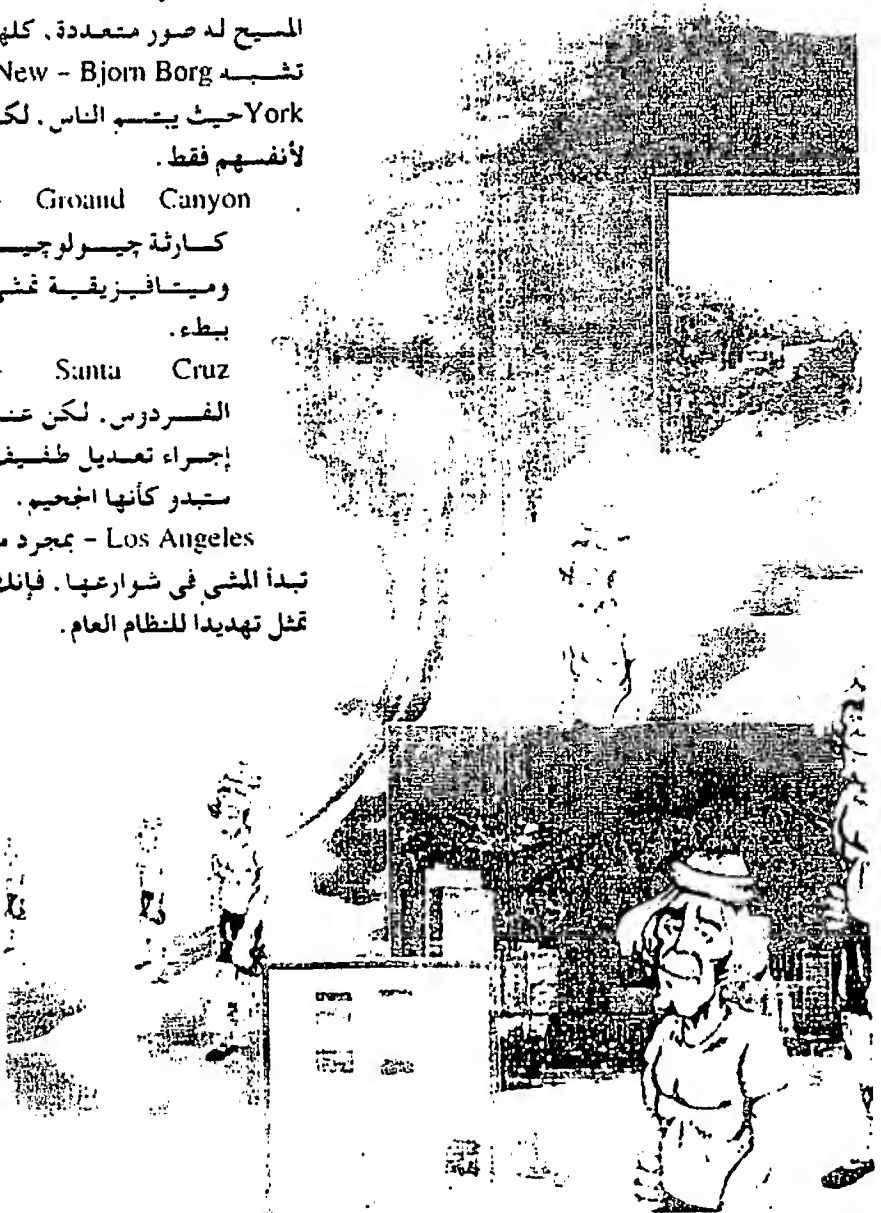 المسيح له صور متعددة، كلها
تشبه Bjorn Borg - New
York حيث يبتسم الناس. لكن
لأنفسهم فقط.
Groand Canyon -
كارثة چيولوچيـ
وميتافيزيقية تمشي
ببطء.
Santa Cruz -
الفردوس. لكن عنـ
إجراء تعديل طفيف
ستبدو كأنها الجحيم.
Los Angeles - بمجرد
تبدأ المشي في شوارعها. فإنك
تمثل تهديداً للنظام العام.